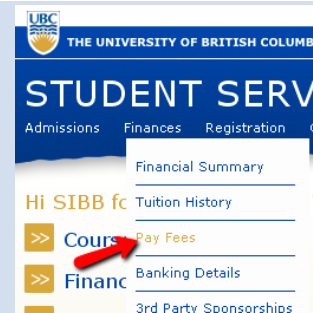 UBC
THE UNIVERSITY OF BRITISH COLUMB
STUDENT SERV
Admissions Finances Registration
Financial Summary
Hi SIBB fo
Tuition History
>> Cours
Pay Fees
>> Financ
Banking Details
3rd Party Sponsorships